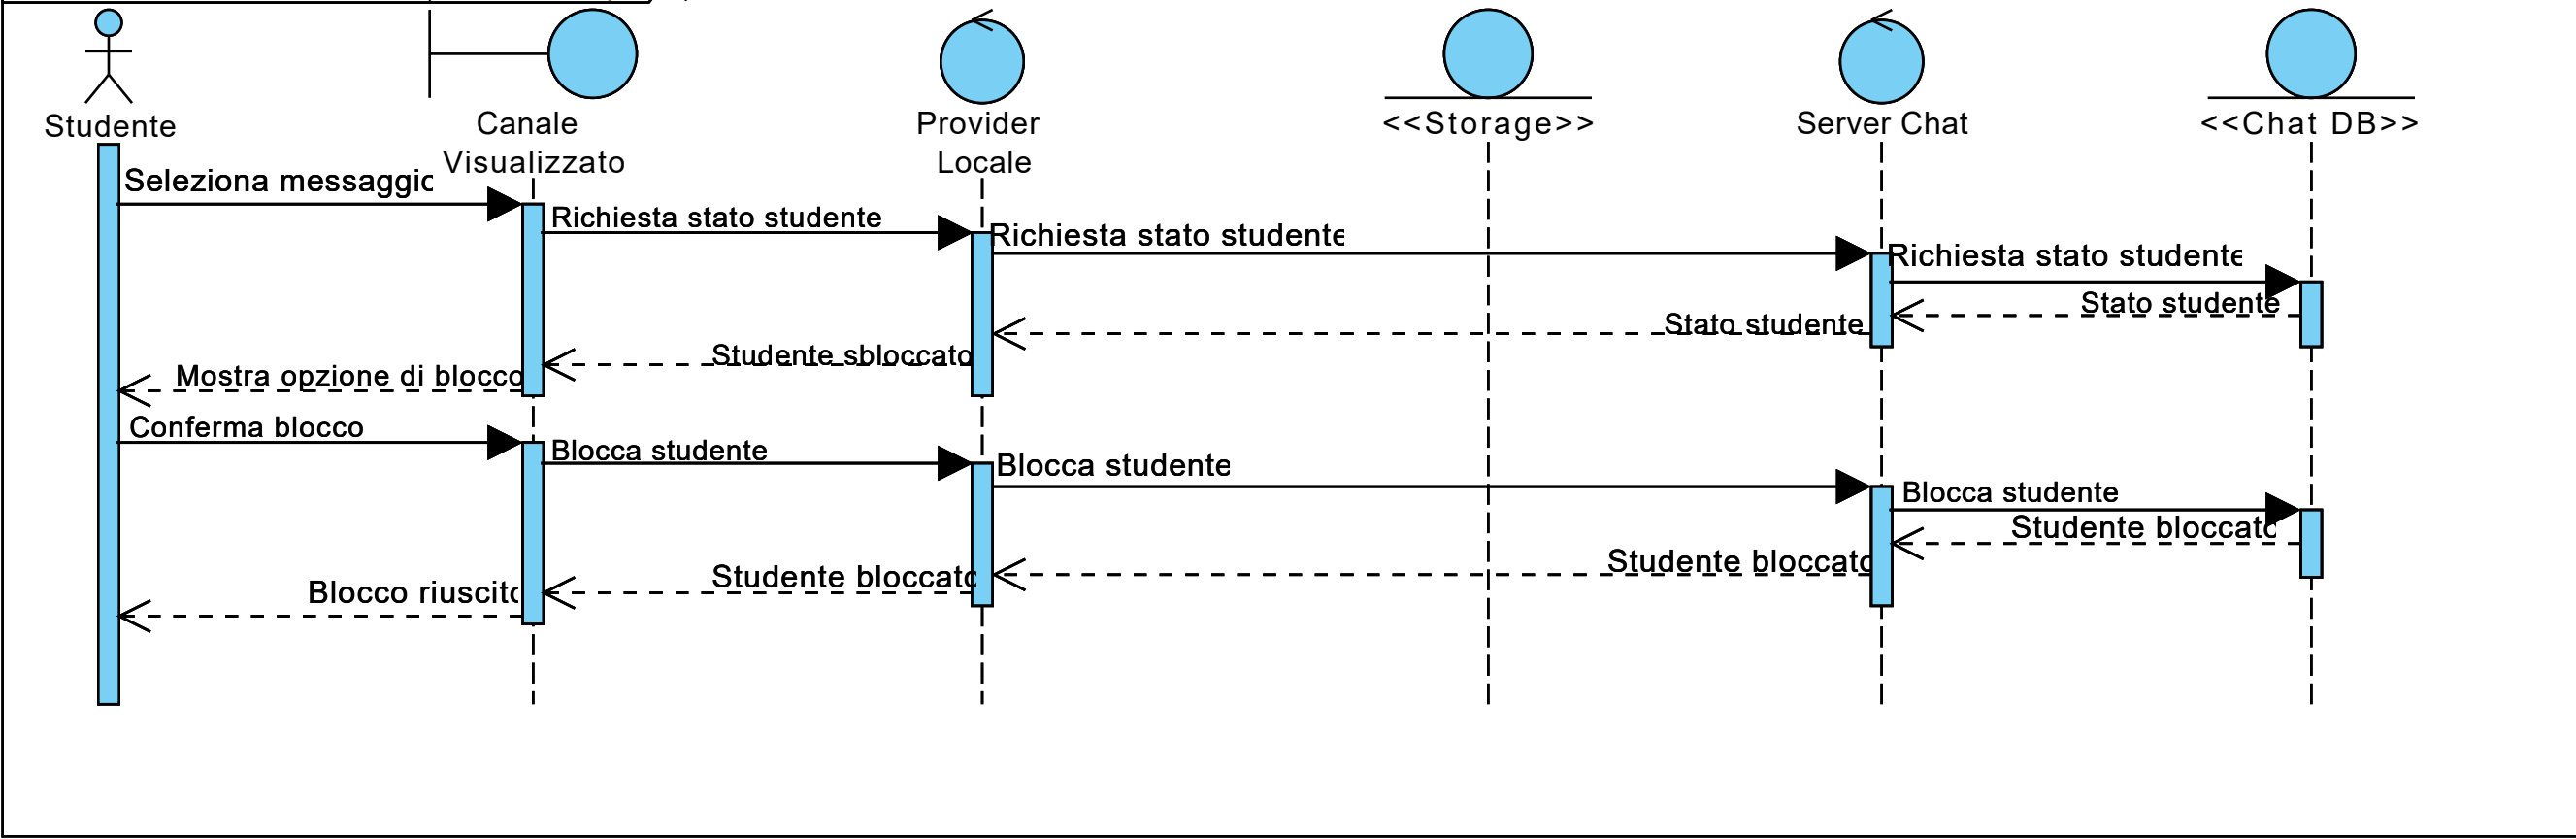 Studente
Canale
Visualizzato
Provider
Locale
<<Storage>>
Server Chat
<<Chat DB>>
Seleziona messaggio
Richiesta stato studente
Richiesta stato studente
Richiesta stato studente
Stato studente
Stato studente
Studente sbloccato
Mostra opzione di blocco
Conferma blocco
Blocca studente
Blocca studente
Blocca studente
Studente bloccato
Studente bloccato
Studente bloccato
Blocco riuscito